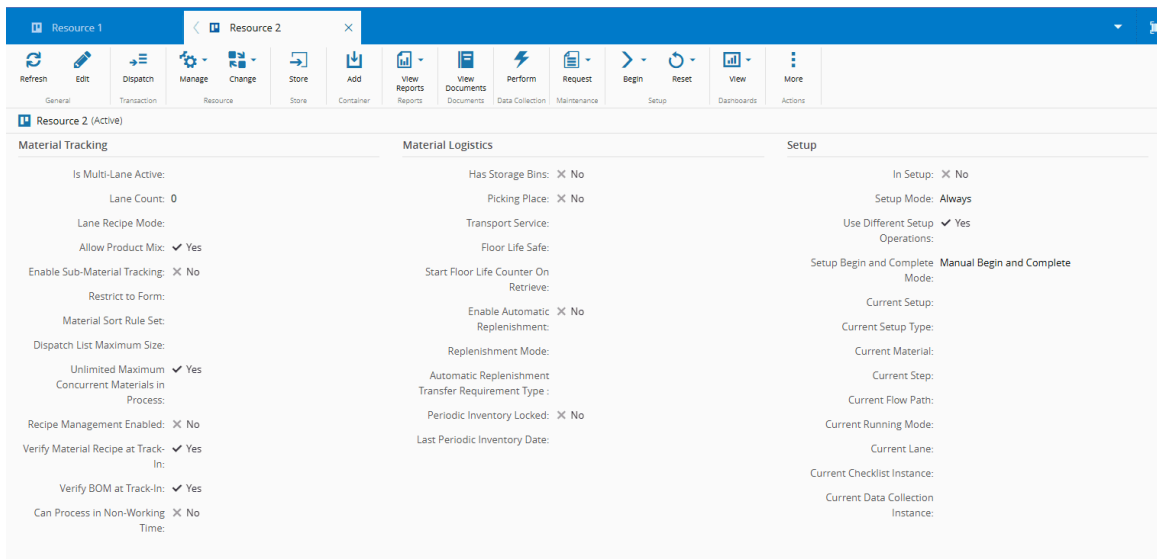 Resource 1
Resource 2
Refresh
Edit
Dispatch
Manage
Change
Store
Add
View Reports
View Documents
Perform
Request
Begin
Reset
View
More
General
Transaction
Resource
Store
Container
Reports
Documents
Data Collection
Maintenance
Setup
Dashboards
Actions
Resource 2 (Active)
Material Tracking
Is Multi-Lane Active:
Lane Count: 0
Lane Recipe Mode:
Allow Product Mix: Yes
Enable Sub-Material Tracking: No
Restrict to Form:
Material Sort Rule Set:
Dispatch List Maximum Size:
Unlimited Maximum Yes
Concurrent Materials in
Process:
Recipe Management Enabled: No
Verify Material Recipe at Track- Yes
In:
Verify BOM at Track-In: Yes
Can Process in Non-Working No
Time:
Material Logistics
Has Storage Bins: No
Picking Place: No
Transport Service:
Floor Life Safe:
Start Floor Life Counter On
Retrieve:
Enable Automatic No
Replenishment:
Replenishment Mode:
Automatic Replenishment
Transfer Requirement Type :
Periodic Inventory Locked: No
Last Periodic Inventory Date:
Setup
In Setup: No
Setup Mode: Always
Use Different Setup Yes
Operations:
Setup Begin and Complete Manual Begin and Complete
Mode:
Current Setup:
Current Setup Type:
Current Material:
Current Step:
Current Flow Path:
Current Running Mode:
Current Lane:
Current Checklist Instance:
Current Data Collection
Instance: